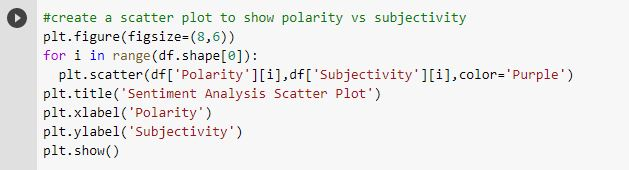 #create a scatter plot to show polarity vs subjectivity
plt.figure(figsize=(8,6))
for i in range(df.shape[0]):
  plt.scatter(df['Polarity'][i],df['Subjectivity'][i],color='Purple')
plt.title('Sentiment Analysis Scatter Plot')
plt.xlabel('Polarity')
plt.ylabel('Subjectivity')
plt.show()